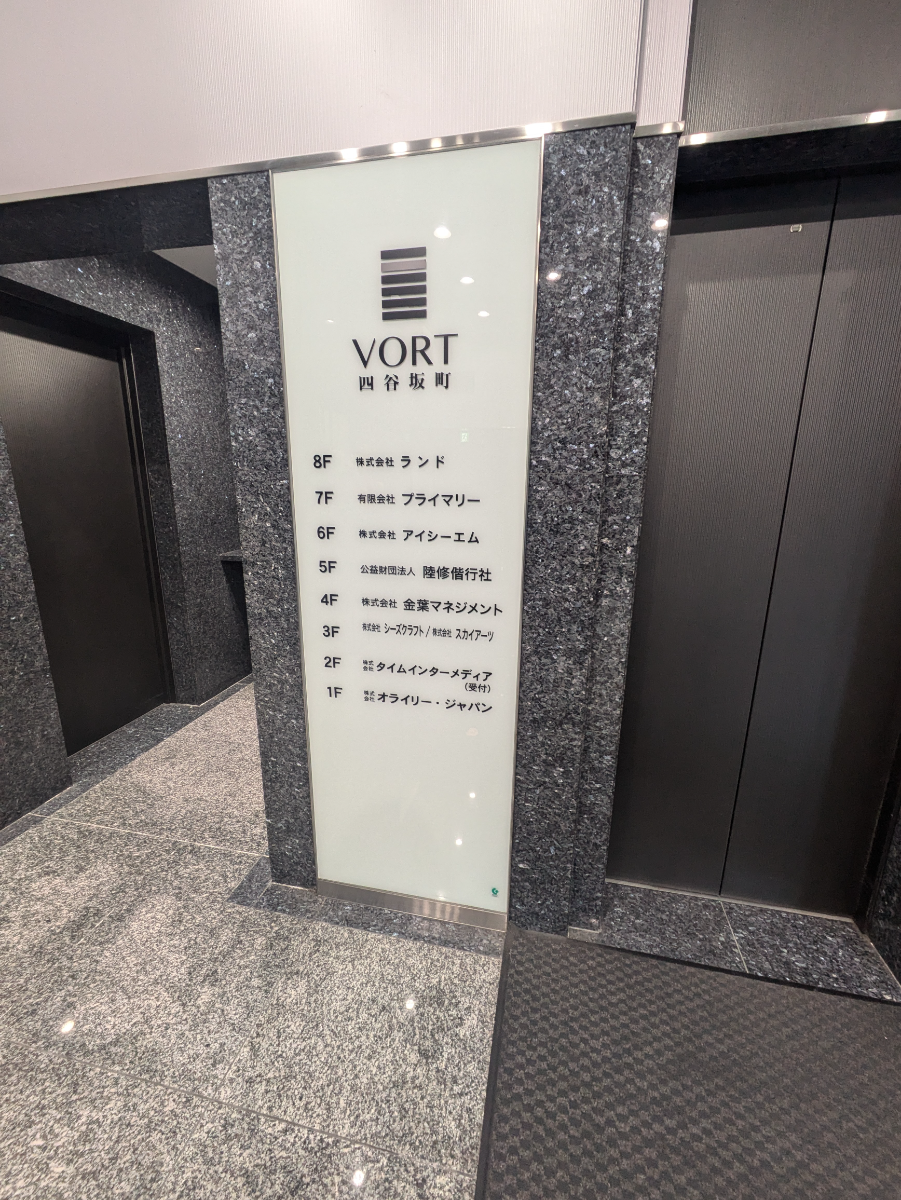 VORT
四谷坂町
8F 株式会社 ランド
7F 有限会社 プライマリー
6F 株式会社 アイシーエム
5F 公益財団法人 陸修偕行社
4F 株式会社 金葉マネジメント
3F 株式会社 シーズクラフト / 株式会社 スカイアーツ
2F 株式会社 タイムインターメディア
(受付)
1F 株式会社 オライリー・ジャパン